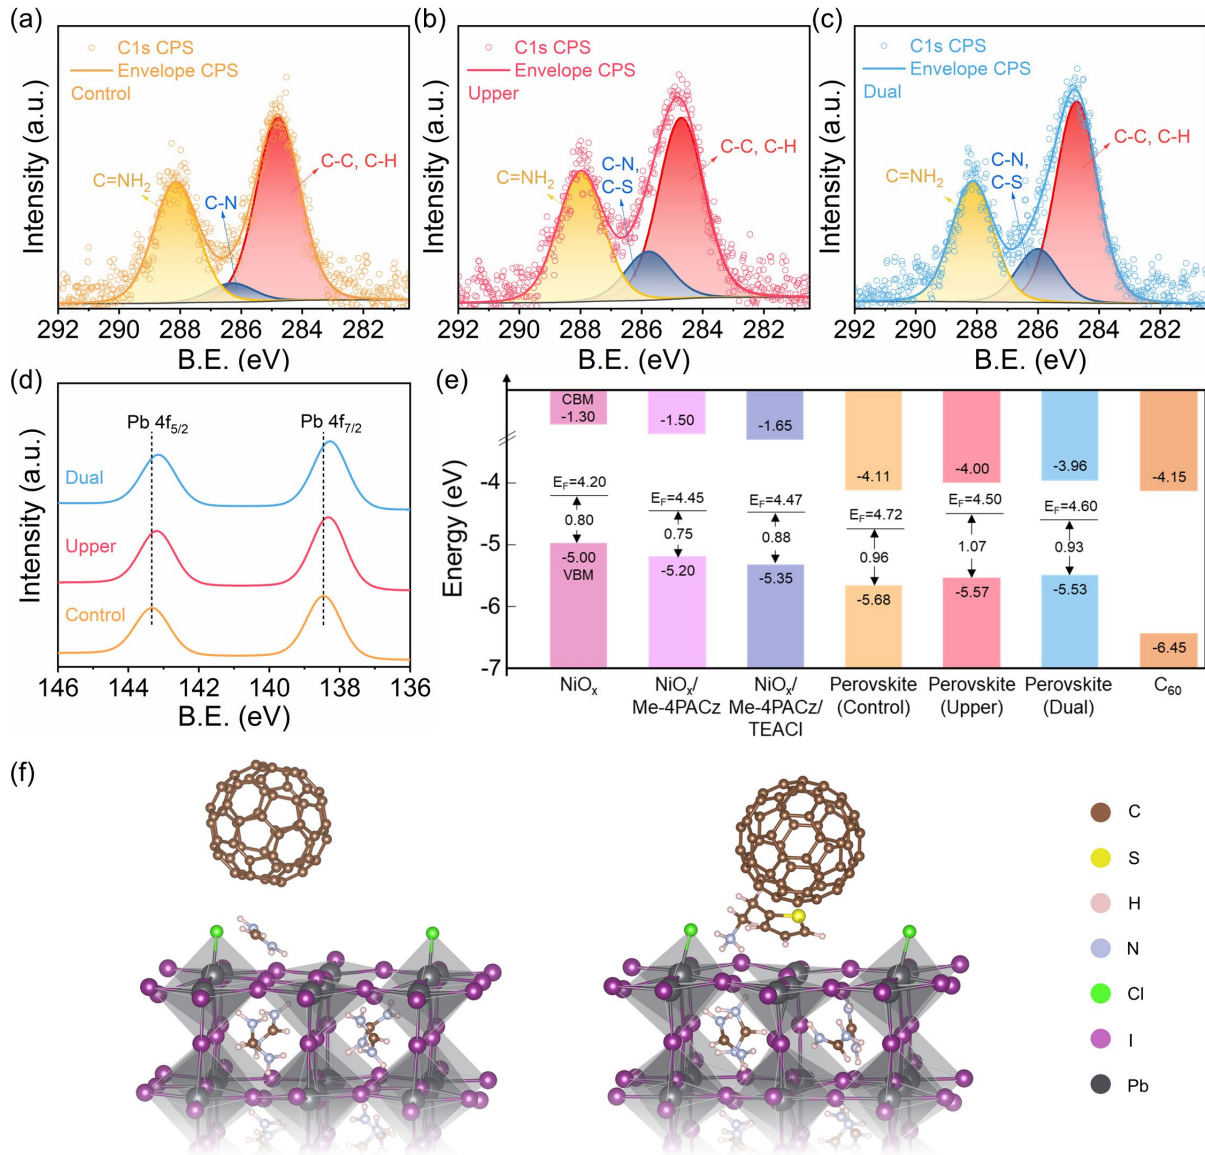 (a)
C1s CPS
Envelope CPS
Control
C=NH₂
C-N
C-C, C-H
Intensity (a.u.)
292 290 288 286 284 282
B.E. (eV)
(b)
C1s CPS
Envelope CPS
Upper
C=NH₂
C-N,
C-S
C-C, C-H
Intensity (a.u.)
292 290 288 286 284 282
B.E. (eV)
(c)
C1s CPS
Envelope CPS
Dual
C=NH₂
C-N,
C-S
C-C, C-H
Intensity (a.u.)
292 290 288 286 284 282
B.E. (eV)
(d)
Pb 4f₅/₂ Pb 4f₇/₂
Dual
Upper
Control
Intensity (a.u.)
146 144 142 140 138 136
B.E. (eV)
(e)
Energy (eV)
-4
-5
-6
-7
CBM
-1.30 -1.50 -1.65
-4.11 -4.00 -3.96 -4.15
E_F=4.20 E_F=4.45 E_F=4.47 E_F=4.72 E_F=4.50 E_F=4.60
0.80 0.75 0.88 0.96 1.07 0.93
-5.00 -5.20 -5.35 -5.68 -5.57 -5.53 -6.45
VBM
NiOₓ
NiOₓ/
Me-4PACz
NiOₓ/
Me-4PACz/
TEACl
Perovskite
(Control)
Perovskite
(Upper)
Perovskite
(Dual)
C₆₀
(f)
C
S
H
N
Cl
I
Pb